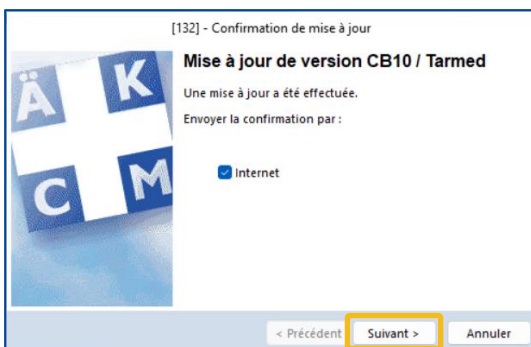 [132] - Confirmation de mise à jour
Mise à jour de version CB10 / Tarmed
Une mise à jour a été effectuée.
Envoyer la confirmation par :
Internet
Ä K
C M
< Précédent Suivant > Annuler